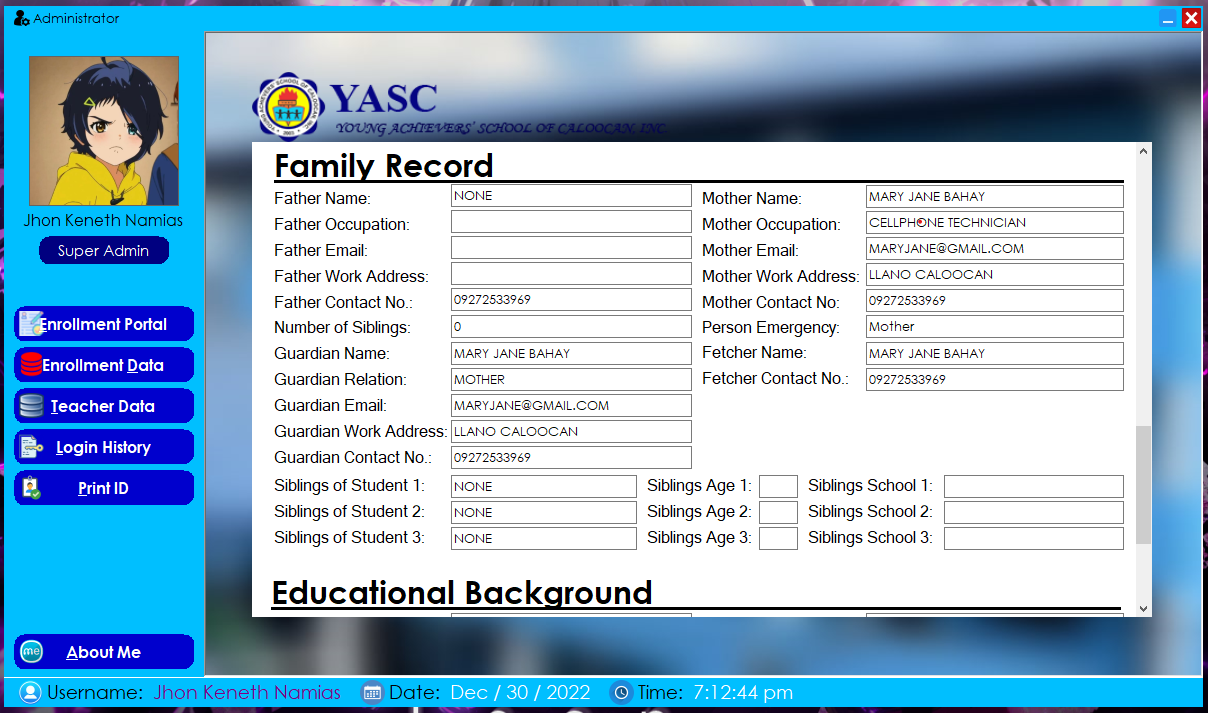 Administrator
Jhon Keneth Namias
Super Admin
Enrollment Portal
Enrollment Data
Teacher Data
Login History
Print ID
me About Me
YASC
YOUNG ACHIEVERS' SCHOOL OF CALOOCAN, INC
Family Record
Father Name: NONE Mother Name: MARY JANE BAHAY
Father Occupation: Mother Occupation: CELLPHONE TECHNICIAN
Father Email: Mother Email: MARYJANE@GMAIL.COM
Father Work Address: Mother Work Address: LLANO CALOOCAN
Father Contact No.: 09272533969 Mother Contact No: 09272533969
Number of Siblings: 0 Person Emergency: Mother
Guardian Name: MARY JANE BAHAY Fetcher Name: MARY JANE BAHAY
Guardian Relation: MOTHER Fetcher Contact No.: 09272533969
Guardian Email: MARYJANE@GMAIL.COM
Guardian Work Address: LLANO CALOOCAN
Guardian Contact No.: 09272533969
Siblings of Student 1: NONE Siblings Age 1: Siblings School 1:
Siblings of Student 2: NONE Siblings Age 2: Siblings School 2:
Siblings of Student 3: NONE Siblings Age 3: Siblings School 3:
Educational Background
Username: Jhon Keneth Namias Date: Dec / 30 / 2022 Time: 7:12:44 pm